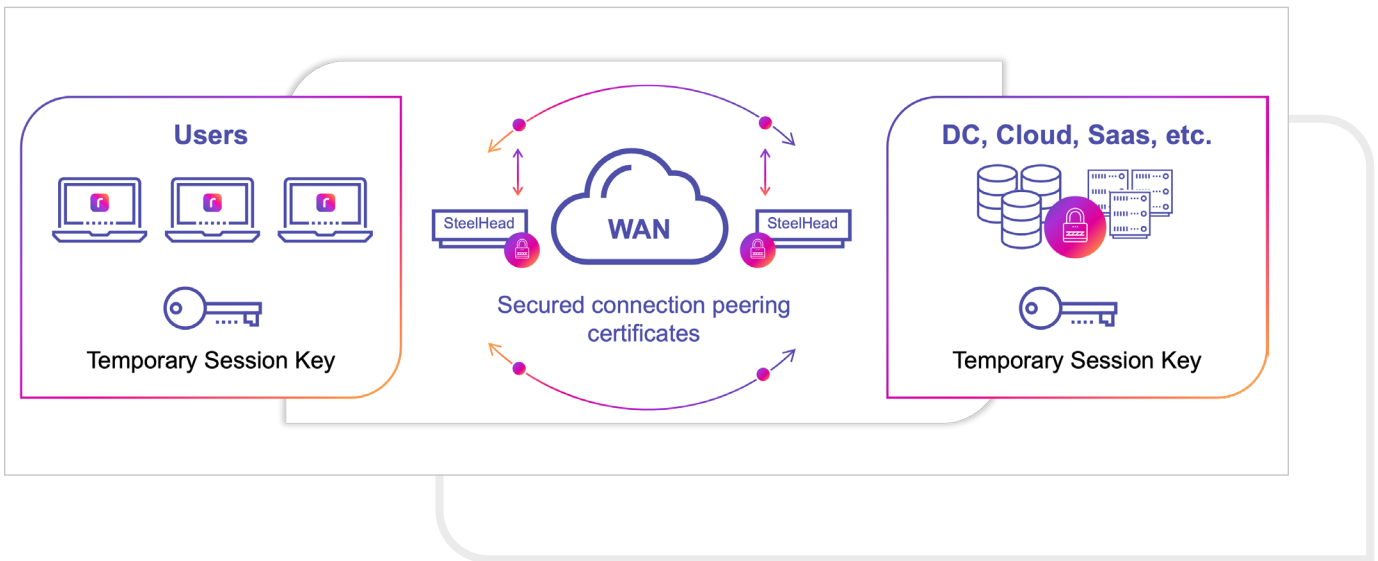 Users
r
r
r
Temporary Session Key
SteelHead
WAN
SteelHead
Secured connection peering
certificates
DC, Cloud, Saas, etc.
Temporary Session Key